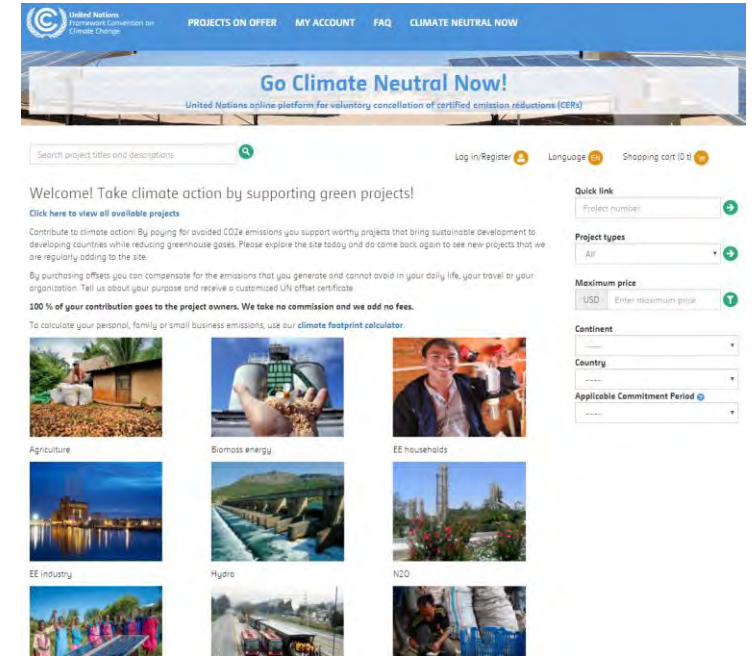 United Nations
Framework Convention on
Climate Change
PROJECTS ON OFFER MY ACCOUNT FAQ CLIMATE NEUTRAL NOW
Go Climate Neutral Now!
United Nations online platform for voluntary cancellation of certified emission reductions (CERs)
Search project titles and descriptions
Log in/Register Language EN Shopping cart (0 t)
Welcome! Take climate action by supporting green projects!
Click here to view all available projects
Contribute to climate action! By paying for avoided CO2e emissions you support worthy projects that bring sustainable development to
developing countries while reducing greenhouse gases. Please explore the site today and do come back again to see new projects that we
are regularly adding to the site.
By purchasing offsets you can compensate for the emissions that you generate and cannot avoid in your daily life, your travel or your
organization. Tell us about your purpose and receive a customized UN offset certificate.
100 % of your contribution goes to the project owners. We take no commission and we add no fees.
To calculate your personal, family or small business emissions, use our climate footprint calculator.
Agriculture
Biomass energy
EE households
EE industry
Hydro
N2O
Quick link
Project number
Project types
All
Maximum price
USD Enter maximum price
Continent
-----
Country
-----
Applicable Commitment Period ?
-----